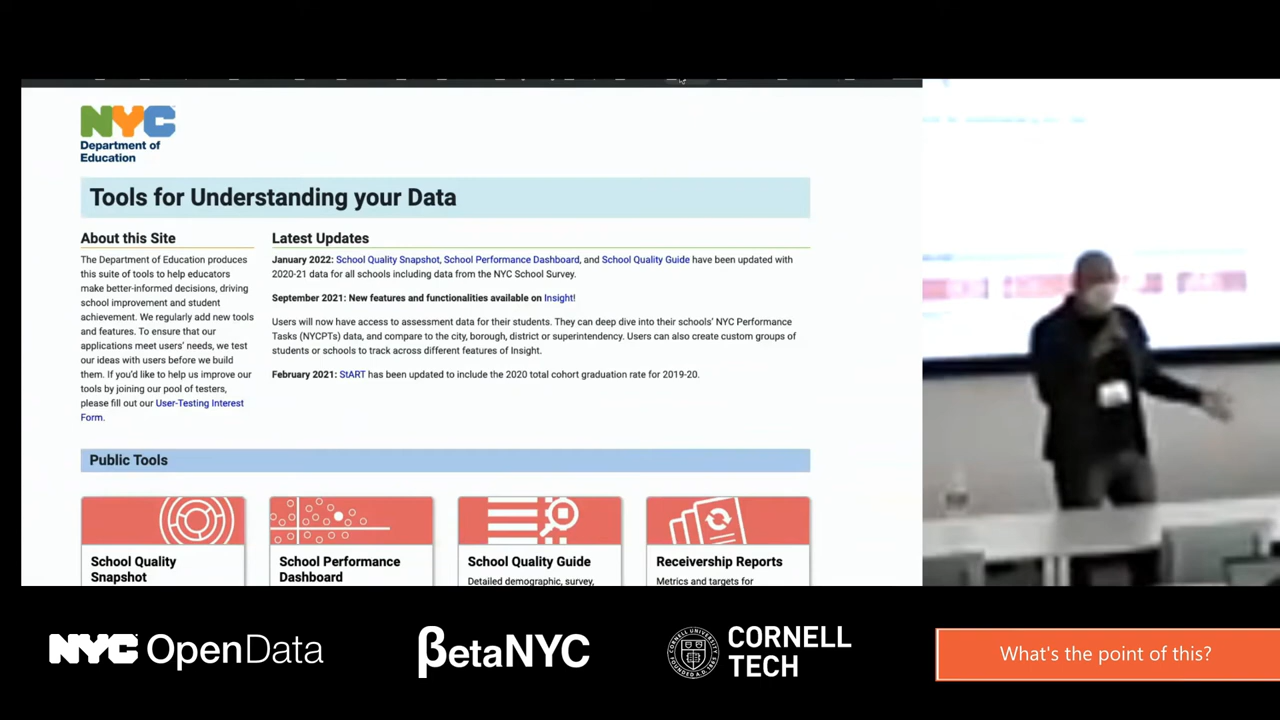 NYC
Department of
Education
Tools for Understanding your Data
About this Site
The Department of Education produces
this suite of tools to help educators
make better-informed decisions, driving
school improvement and student
achievement. We regularly add new tools
and features. To ensure that our
applications meet users' needs, we test
our ideas with users before we build
them. If you'd like to help us improve our
tools by joining our pool of testers,
please fill out our User-Testing Interest
Form.
Latest Updates
January 2022: School Quality Snapshot, School Performance Dashboard, and School Quality Guide have been updated with
2020-21 data for all schools including data from the NYC School Survey.
September 2021: New features and functionalities available on Insight!
Users will now have access to assessment data for their students. They can deep dive into their schools' NYC Performance
Tasks (NYCPTs) data, and compare to the city, borough, district or superintendency. Users can also create custom groups of
students or schools to track across different features of Insight.
February 2021: StART has been updated to include the 2020 total cohort graduation rate for 2019-20.
Public Tools
School Quality
Snapshot
School Performance
Dashboard
School Quality Guide
Detailed demographic, survey,
Receivership Reports
Metrics and targets for
NYC OpenData
βetaNYC
CORNELL
TECH
What's the point of this?